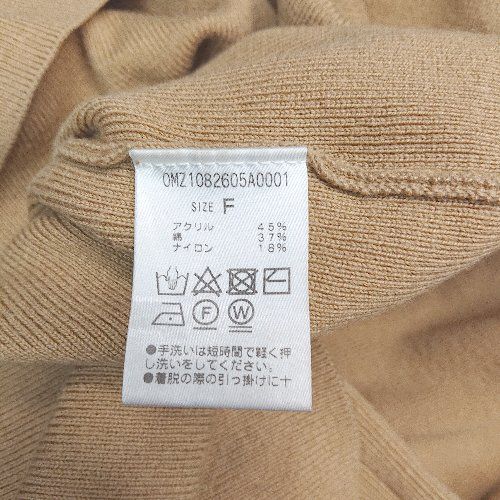 OMZ1082605A0001
SIZE F
アクリル 45%
綿 37%
ナイロン 18%
F W
●手洗いは短時間で軽く押
し洗いをしてください。
●着脱の際の引っ掛けに十